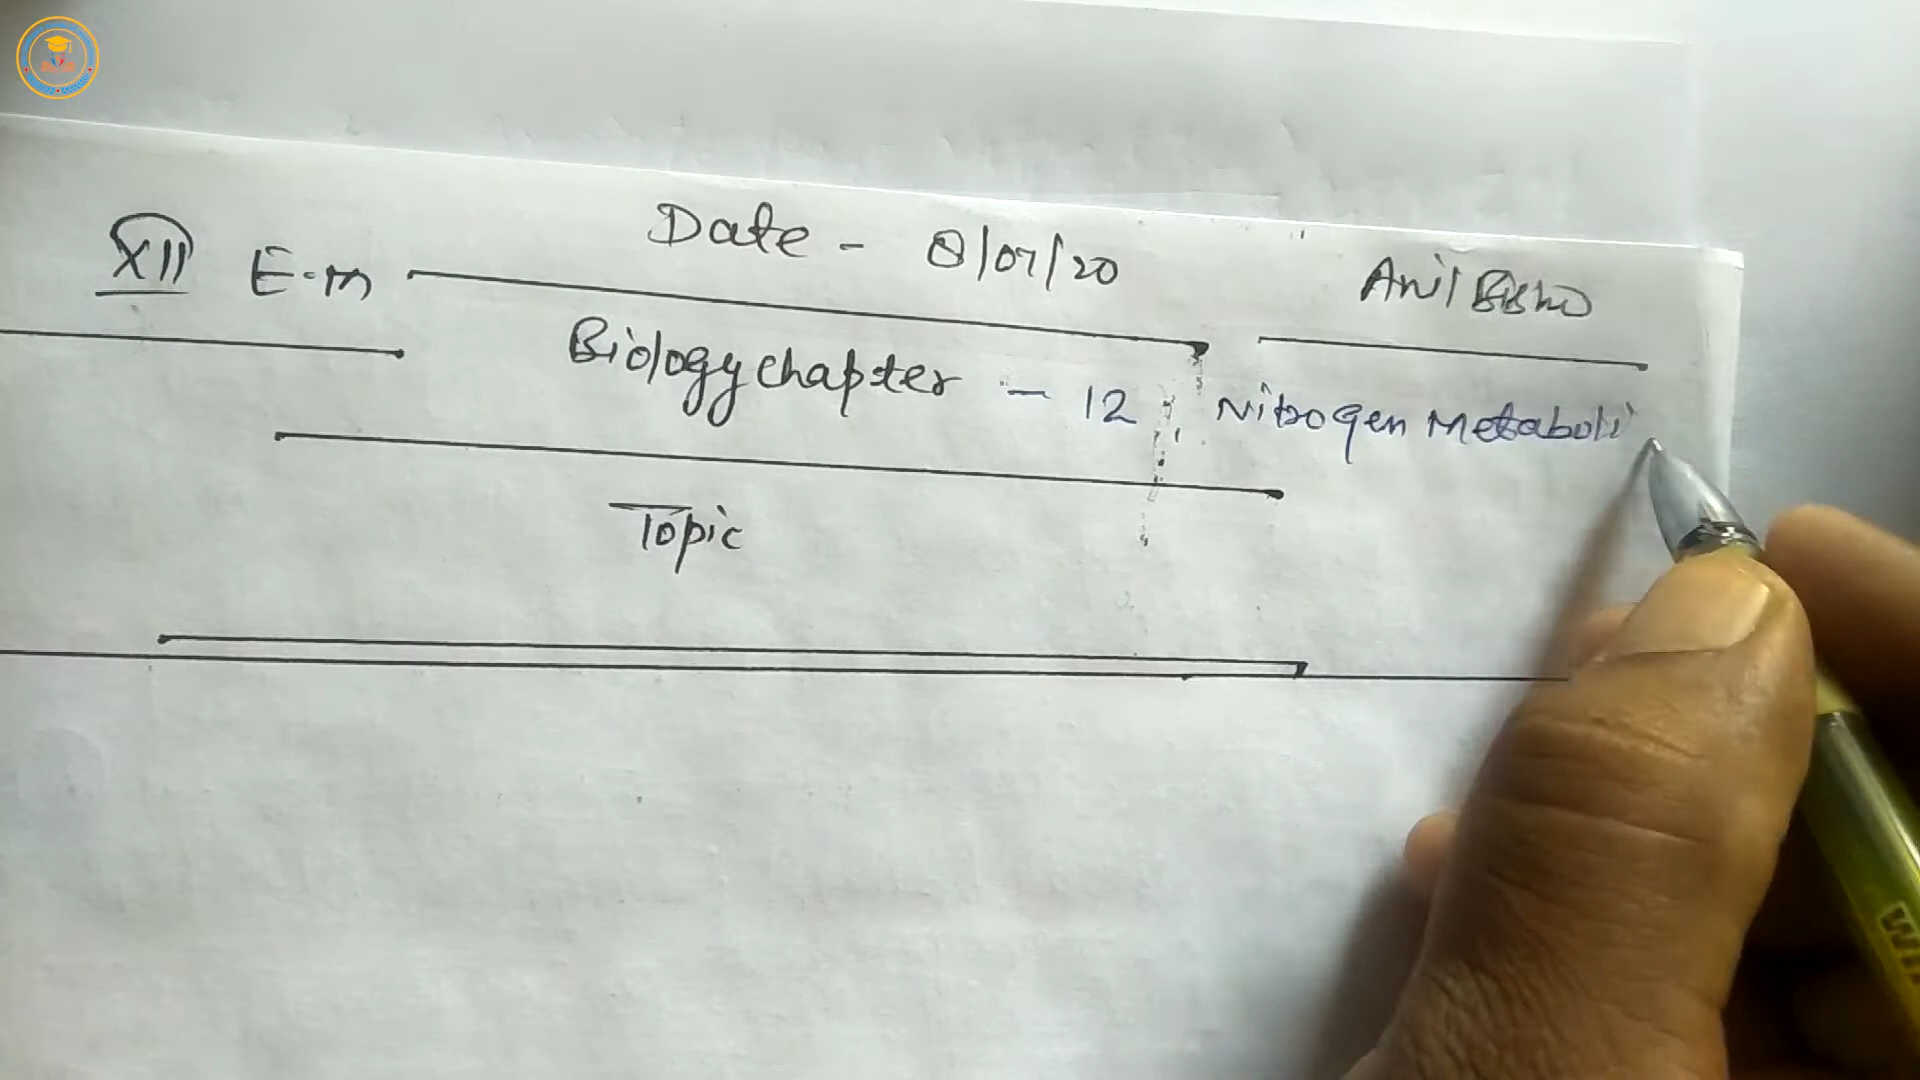 XII E-m Date - 8/07/20 Anil
Biology chapter - 12 Nitrogen Metaboli
Topic